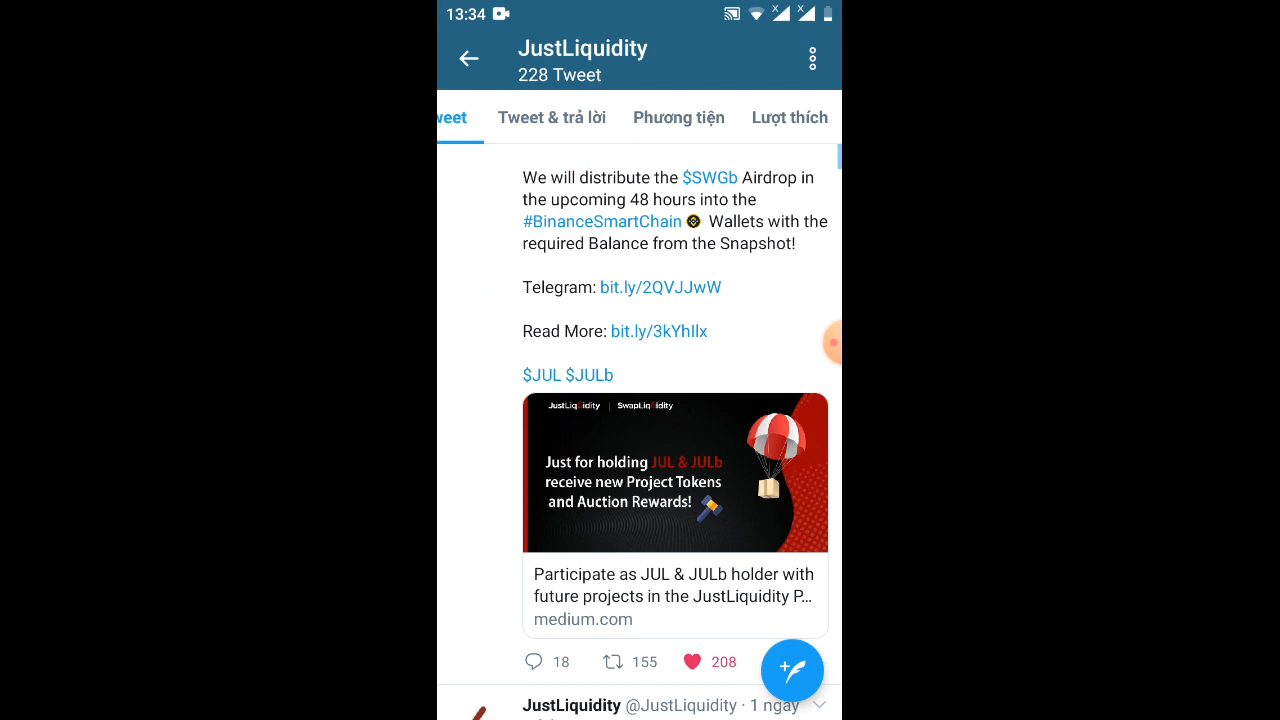 13:34
JustLiquidity
228 Tweet
weet Tweet & trả lời Phương tiện Lượt thích
We will distribute the $SWGb Airdrop in
the upcoming 48 hours into the
#BinanceSmartChain Wallets with the
required Balance from the Snapshot!
Telegram: bit.ly/2QVJJwW
Read More: bit.ly/3kYhIlx
$JUL $JULb
JustLiquidity | SwapLiquidity
Just for holding JUL & JULb
receive new Project Tokens
and Auction Rewards!
Participate as JUL & JULb holder with
future projects in the JustLiquidity P...
medium.com
18 155 208
JustLiquidity @JustLiquidity · 1 ngày